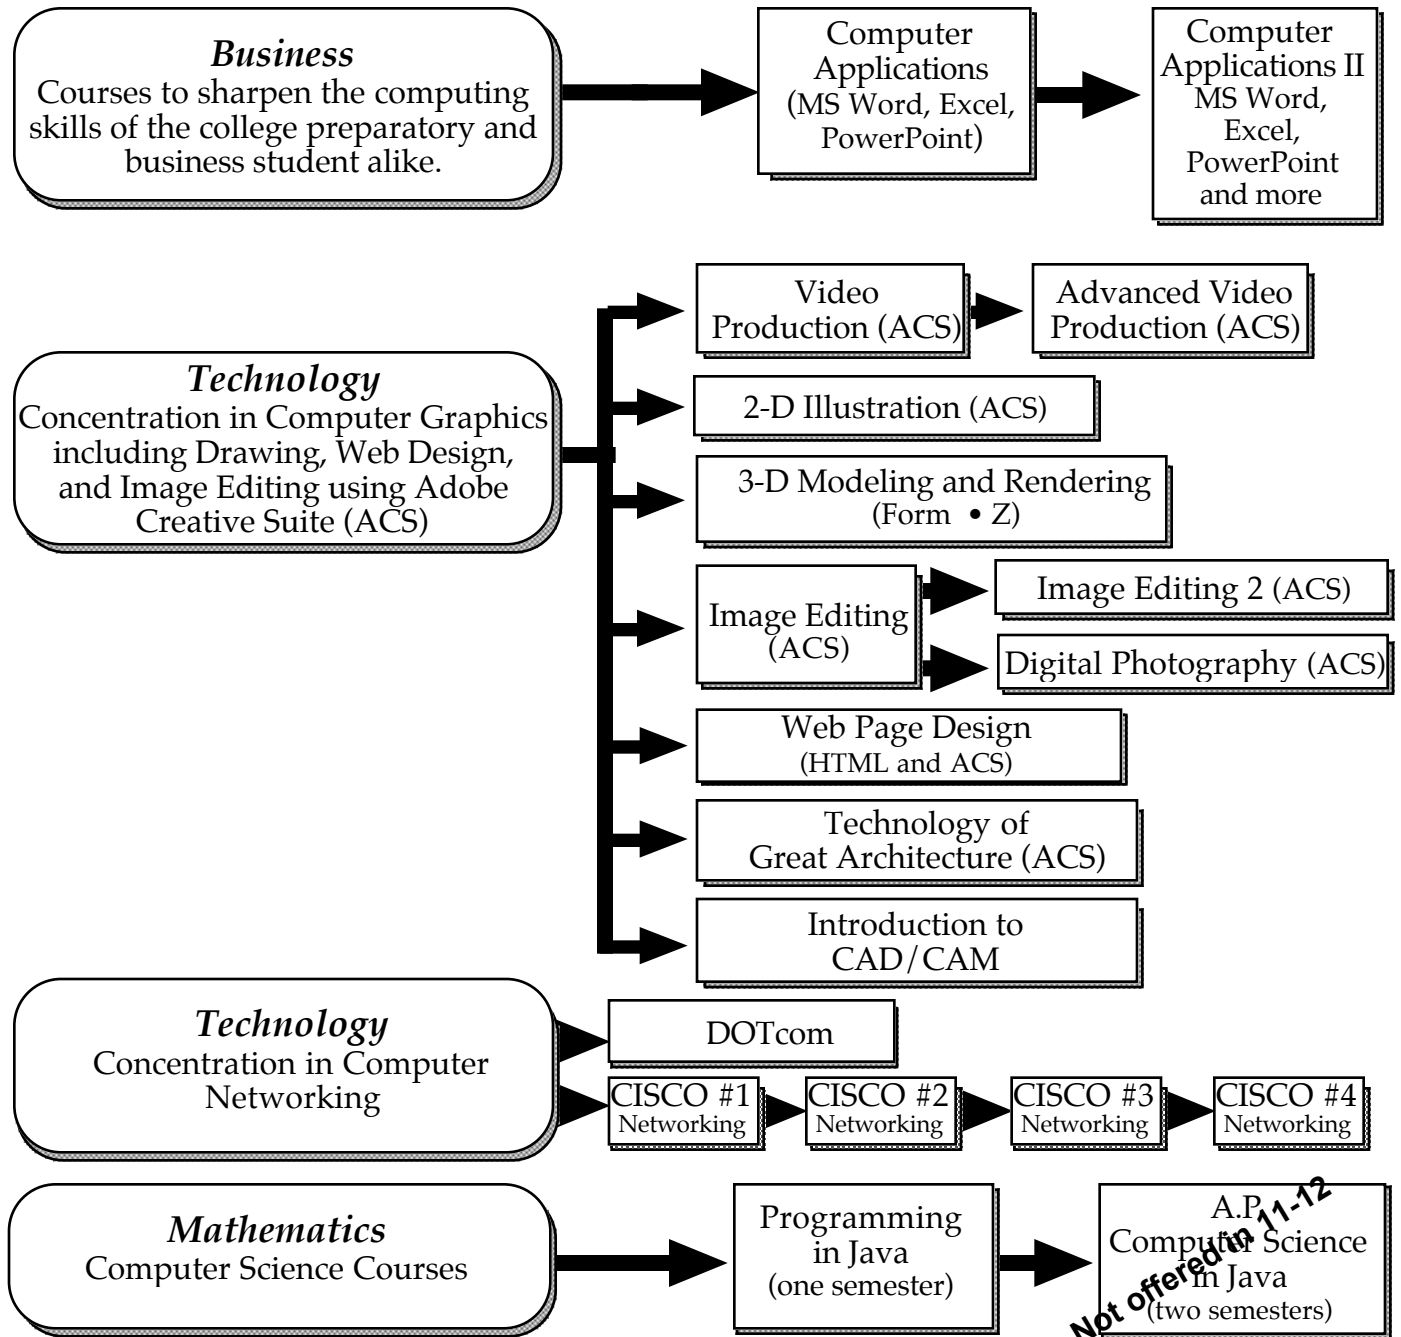 Business
Courses to sharpen the computing
skills of the college preparatory and
business student alike.
Computer
Applications
(MS Word, Excel,
PowerPoint)
Computer
Applications II
MS Word,
Excel,
PowerPoint
and more
Technology
Concentration in Computer Graphics
including Drawing, Web Design,
and Image Editing using Adobe
Creative Suite (ACS)
Video
Production (ACS)
Advanced Video
Production (ACS)
2-D Illustration (ACS)
3-D Modeling and Rendering
(Form • Z)
Image Editing
(ACS)
Image Editing 2 (ACS)
Digital Photography (ACS)
Web Page Design
(HTML and ACS)
Technology of
Great Architecture (ACS)
Introduction to
CAD/CAM
Technology
Concentration in Computer
Networking
DOTcom
CISCO #1
Networking
CISCO #2
Networking
CISCO #3
Networking
CISCO #4
Networking
Mathematics
Computer Science Courses
Programming
in Java
(one semester)
A.P.
Computer Science
in Java
(two semesters)
Not offered in 11-12